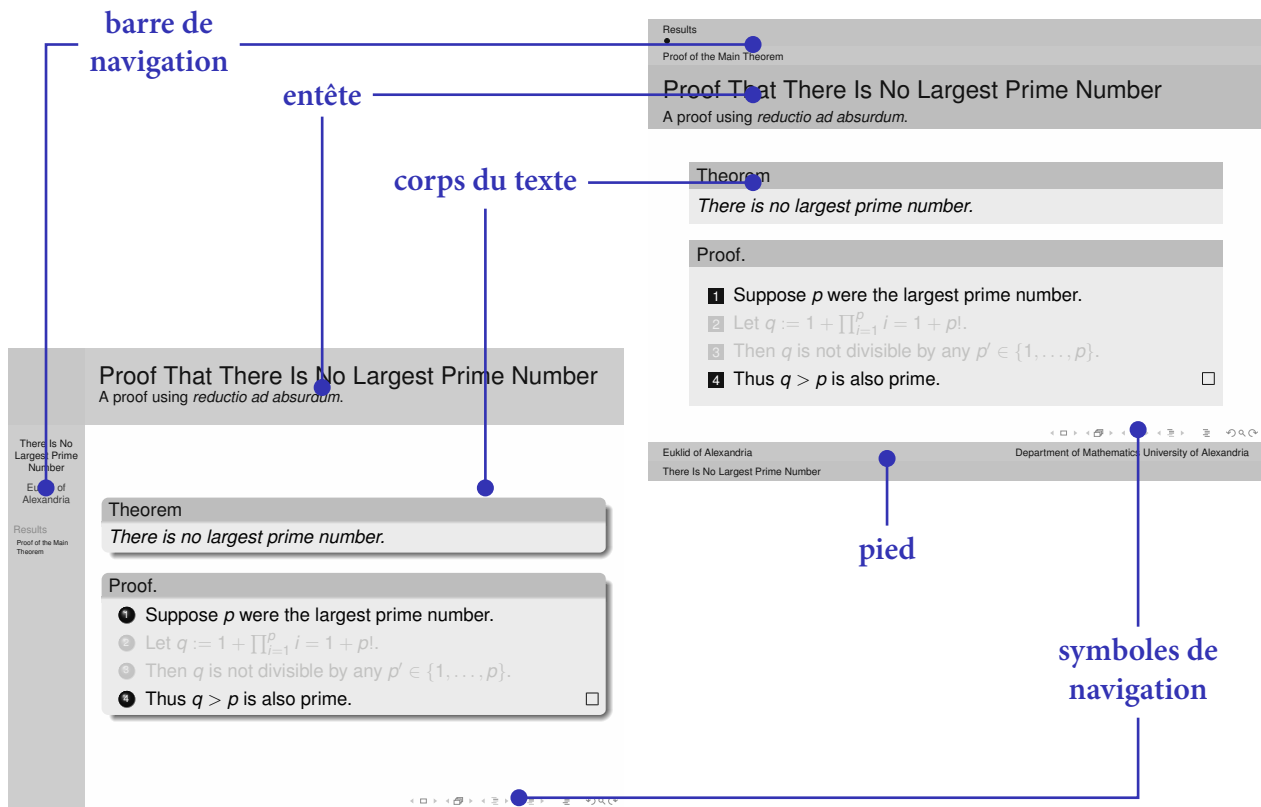 barre de
navigation
entête
corps du texte
pied
symboles de
navigation
Results
Proof of the Main Theorem
Proof That There Is No Largest Prime Number
A proof using reductio ad absurdum.
Theorem
There is no largest prime number.
Proof.
1 Suppose p were the largest prime number.
2 Let q := 1 + ∏_{i=1}^{p} i = 1 + p!.
3 Then q is not divisible by any p′ ∈ {1, . . . , p}.
4 Thus q > p is also prime. □
Euklid of Alexandria Department of Mathematics University of Alexandria
There Is No Largest Prime Number
Proof That There Is No Largest Prime Number
A proof using reductio ad absurdum.
There Is No
Largest Prime
Number
Euklid of
Alexandria
Results
Proof of the Main
Theorem
Theorem
There is no largest prime number.
Proof.
1 Suppose p were the largest prime number.
2 Let q := 1 + ∏_{i=1}^{p} i = 1 + p!.
3 Then q is not divisible by any p′ ∈ {1, . . . , p}.
4 Thus q > p is also prime. □